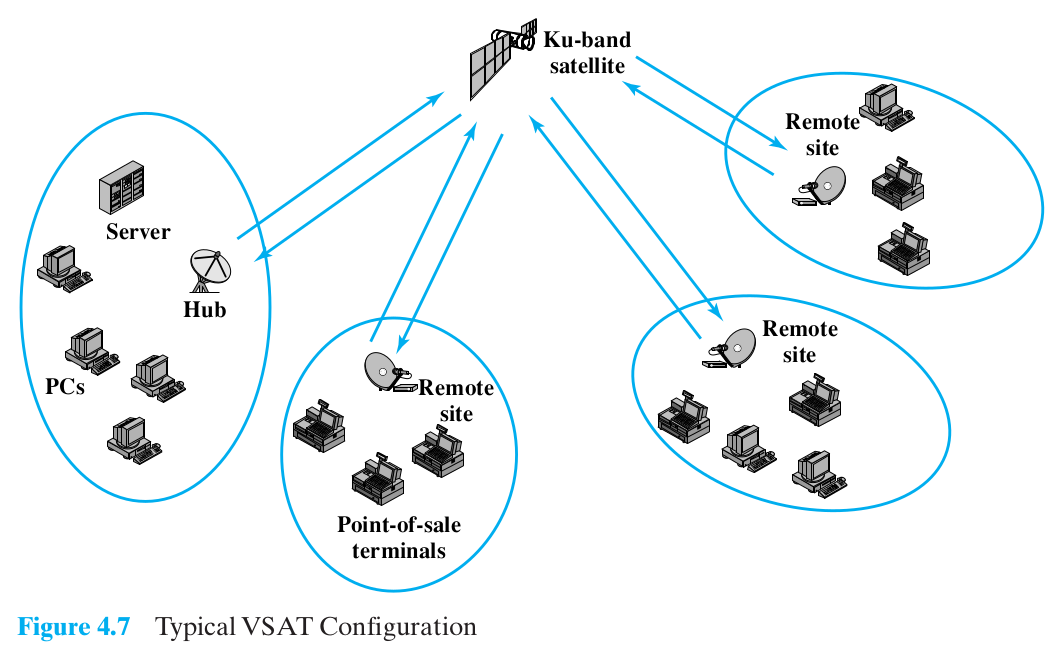 Ku-band
satellite
Remote
site
Server
Hub
PCs
Remote
site
Remote
site
Point-of-sale
terminals
Figure 4.7 Typical VSAT Configuration